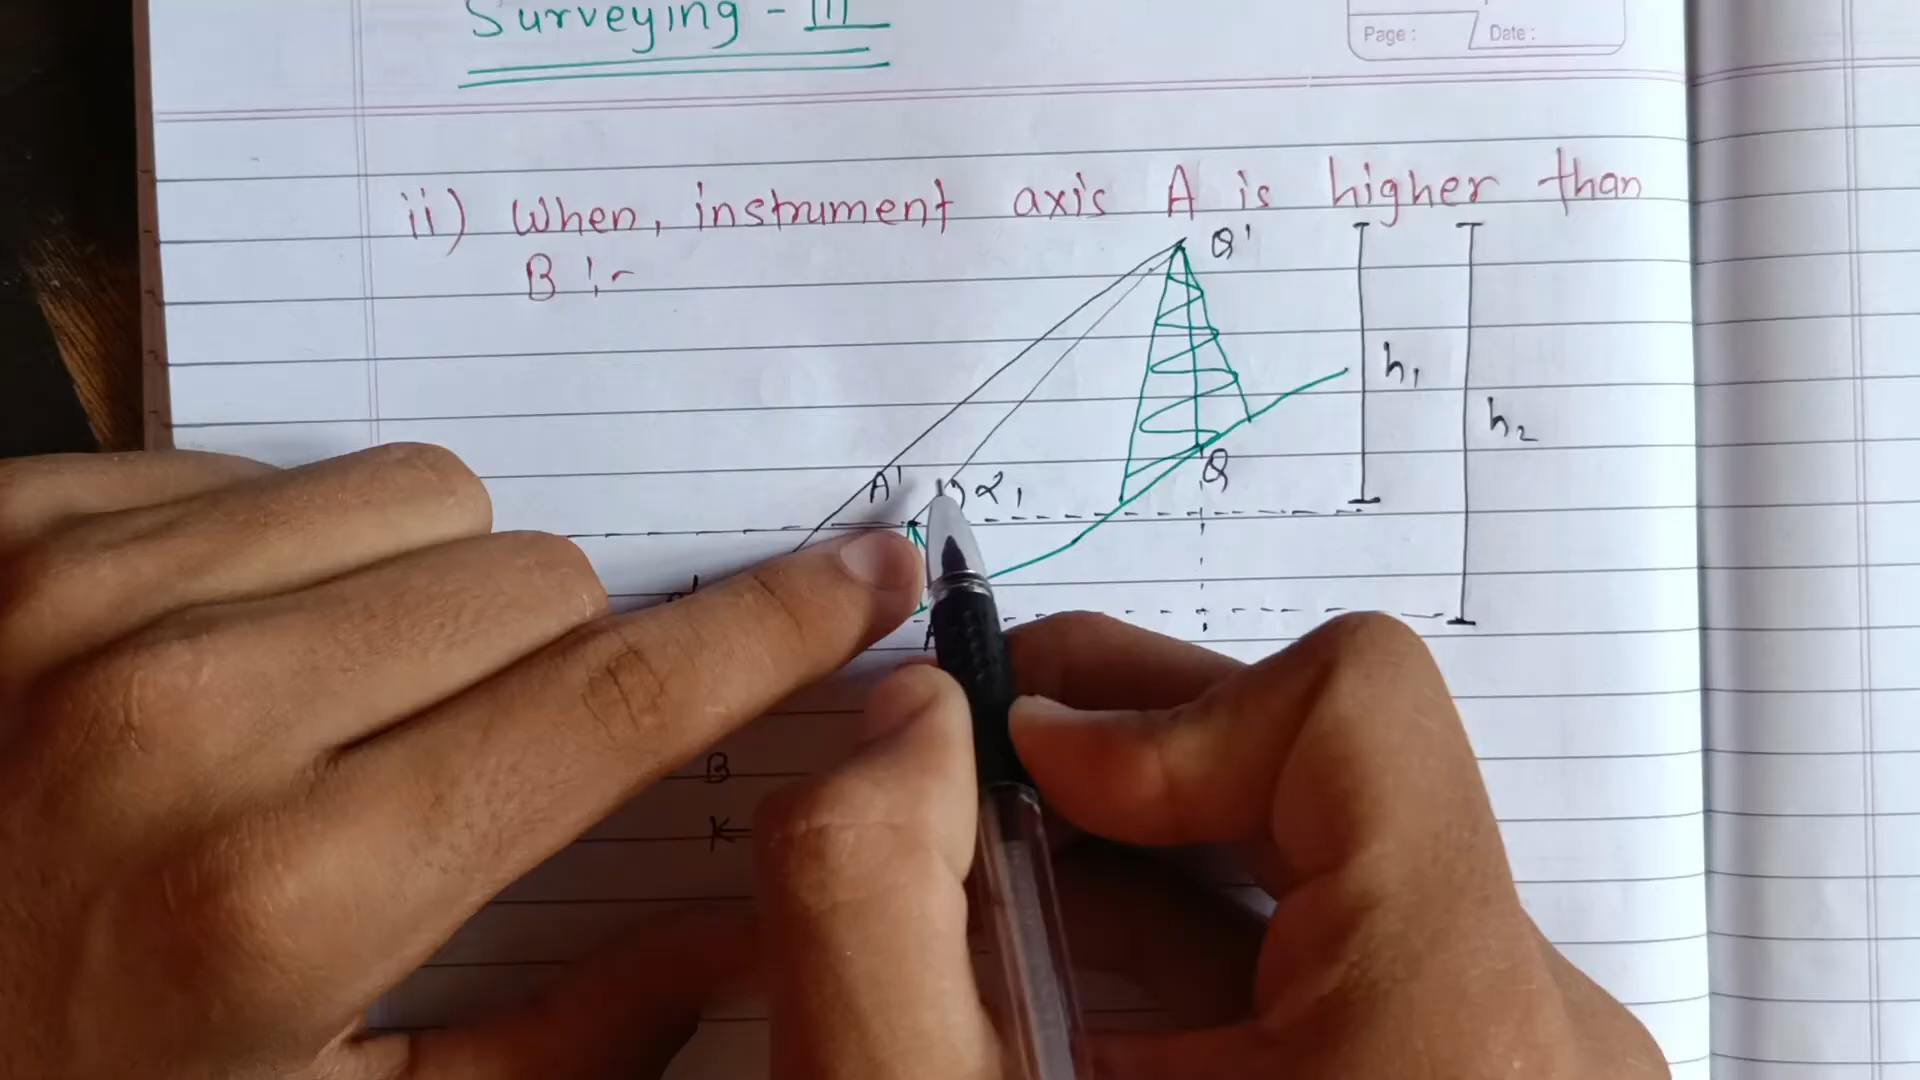 Surveying - III
Page :
Date :
ii) When, instrument axis A is higher than
B :-
Q'
h₁
h₂
A'
α₁
Q
B